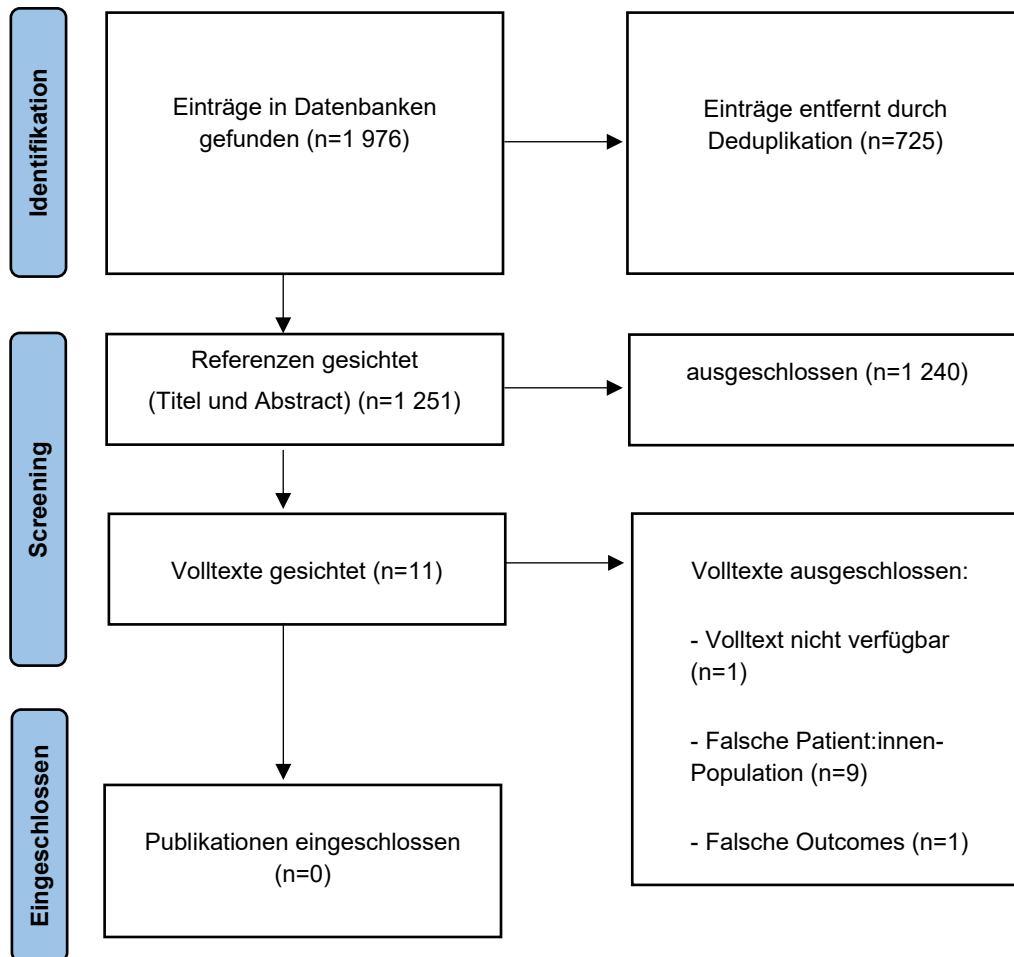 Identifikation
Einträge in Datenbanken
gefunden (n=1 976)
Einträge entfernt durch
Deduplikation (n=725)
Screening
Referenzen gesichtet
(Titel und Abstract) (n=1 251)
ausgeschlossen (n=1 240)
Volltexte gesichtet (n=11)
Volltexte ausgeschlossen:
- Volltext nicht verfügbar
(n=1)
- Falsche Patient:innen-
Population (n=9)
- Falsche Outcomes (n=1)
Eingeschlossen
Publikationen eingeschlossen
(n=0)